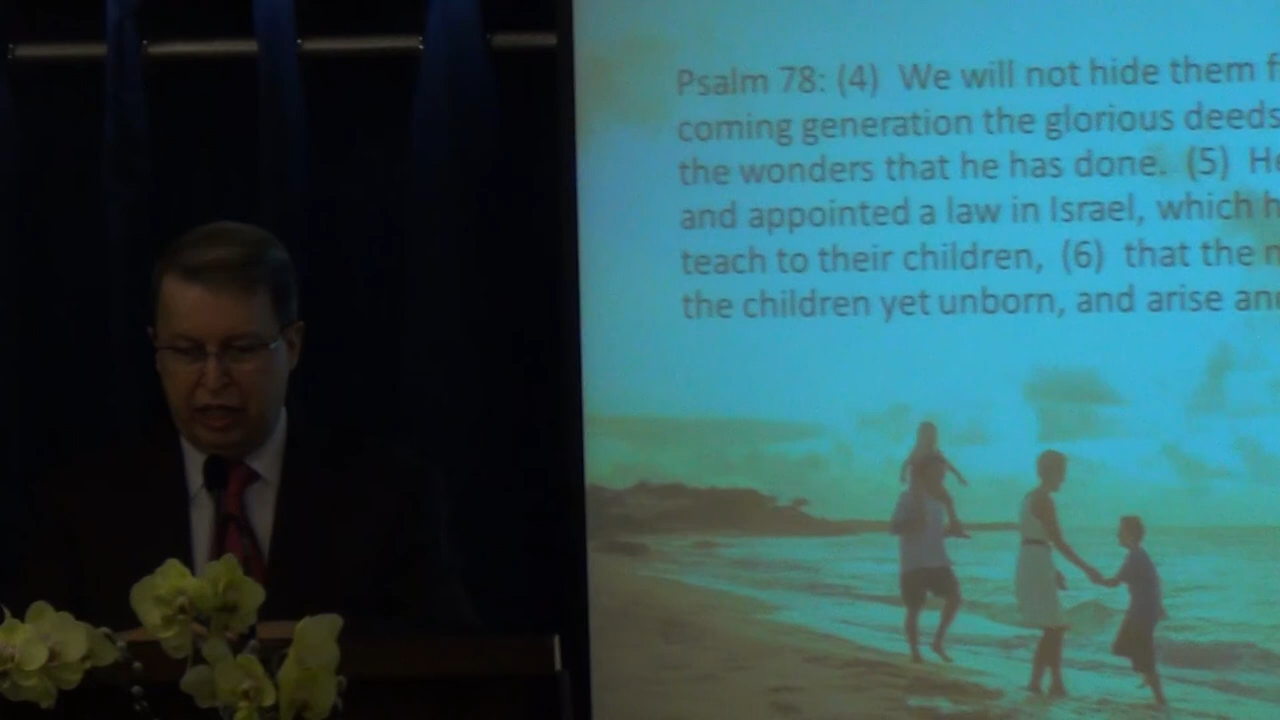 Psalm 78: (4) We will not hide them
coming generation the glorious deeds
the wonders that he has done. (5)
and appointed a law in Israel, which
teach to their children, (6) that the
the children yet unborn, and arise